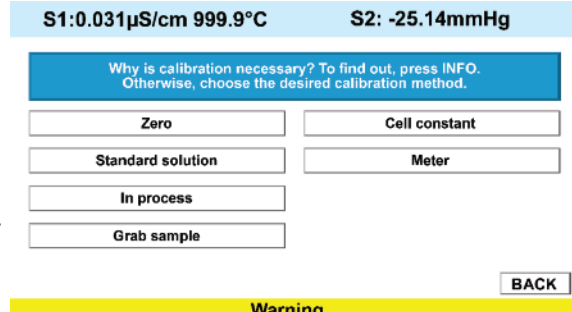 S1:0.031µS/cm 999.9°C S2: -25.14mmHg
Why is calibration necessary? To find out, press INFO.
Otherwise, choose the desired calibration method.
Zero Cell constant
Standard solution Meter
In process
Grab sample
BACK
Warning